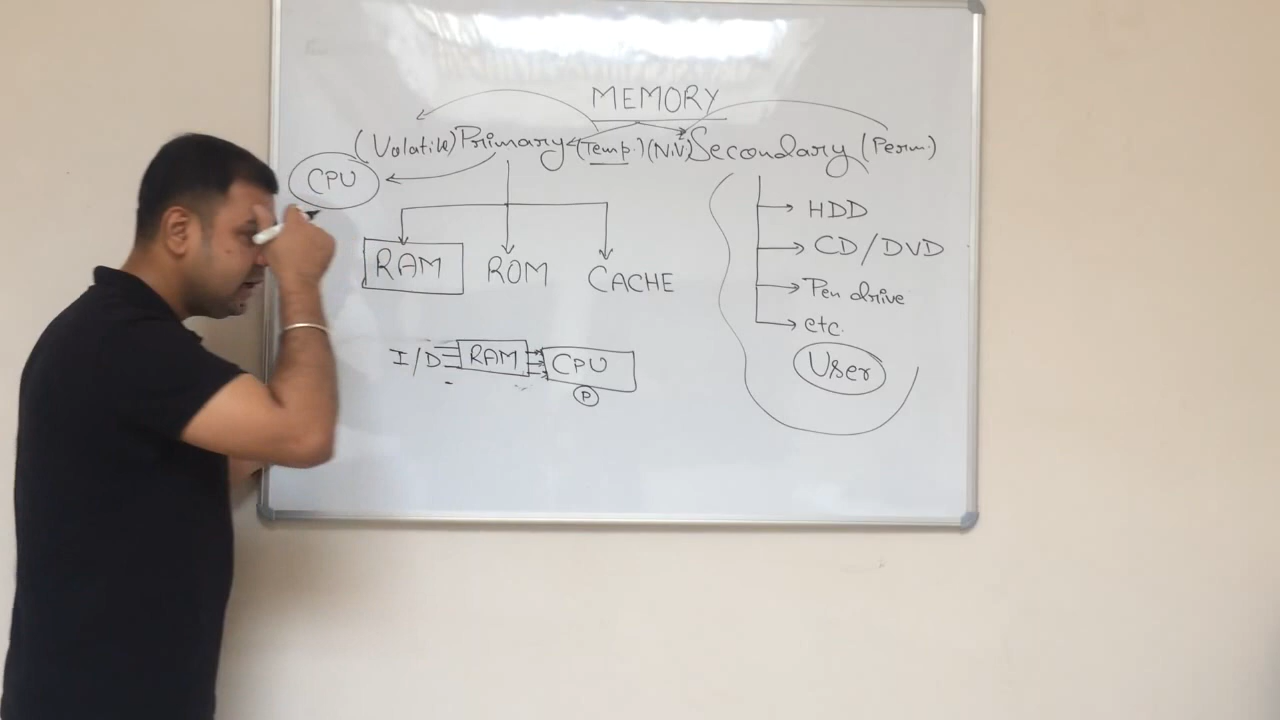 MEMORY
(Volatile) Primary (Temp.) (N.V) Secondary (Perm.)
CPU
HDD
CD/DVD
RAM ROM CACHE
Pen drive
etc.
I/D RAM CPU
User
P